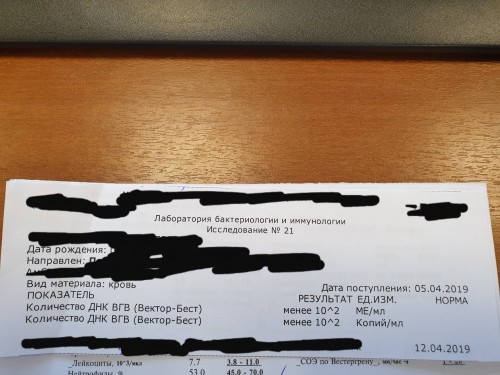 Лаборатория бактериологии и иммунологии
Исследование № 21
Дата рождения:
Направлен:
Вид материала: кровь
Дата поступления: 05.04.2019
ПОКАЗАТЕЛЬ РЕЗУЛЬТАТ ЕД.ИЗМ. НОРМА
Количество ДНК ВГВ (Вектор-Бест) менее 10^2 МЕ/мл
Количество ДНК ВГВ (Вектор-Бест) менее 10^2 Копий/мл
12.04.2019
Лейкоциты, 10^3/мкл 7.7 3.8 - 11.0 СОЭ по Вестергрену, мм/час
Нейтрофилы, % 53.0 45.0 - 70.0